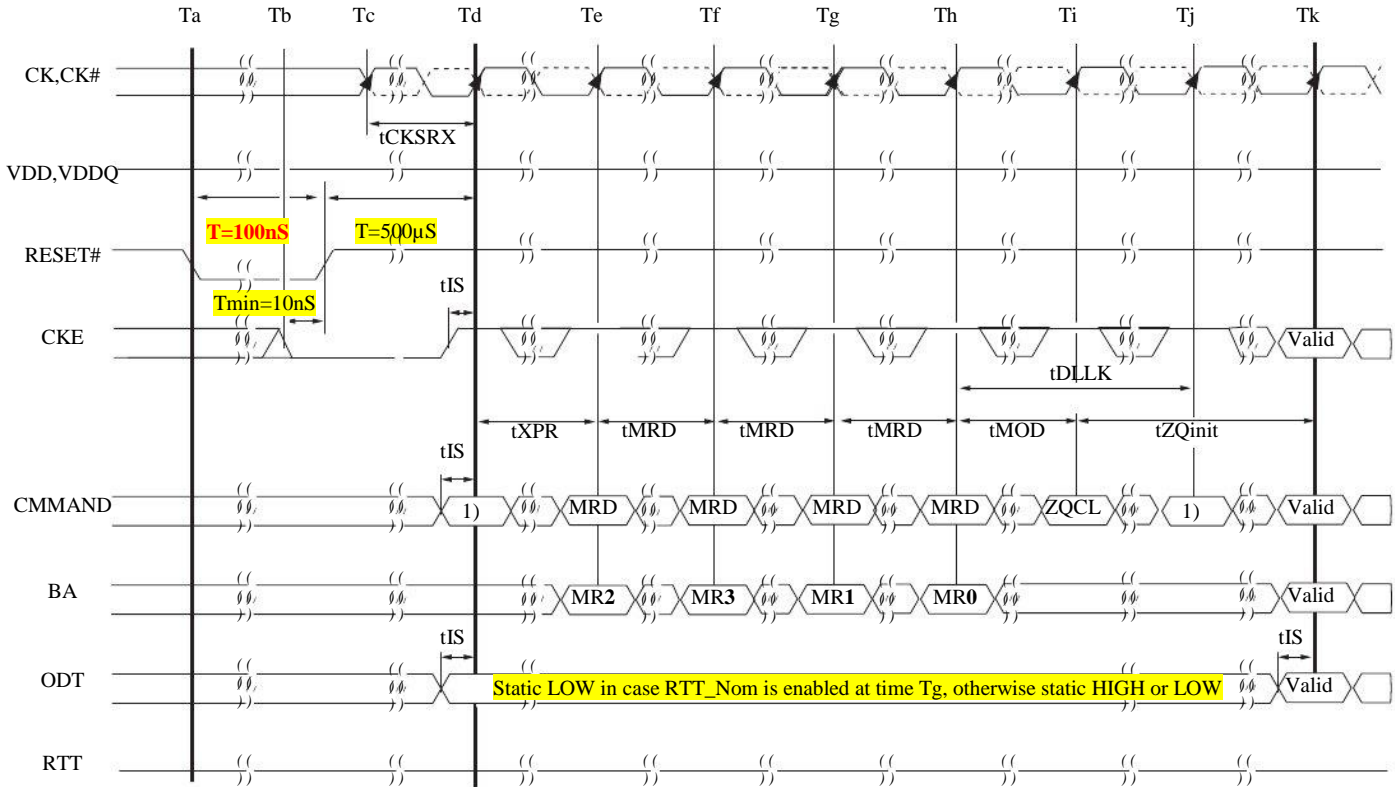 Ta Tb Tc Td Te Tf Tg Th Ti Tj Tk
CK,CK#
tCKSRX
VDD,VDDQ
T=100nS T=500µS
RESET#
Tmin=10nS tIS
CKE Valid
tDLLK
tXPR tMRD tMRD tMRD tMOD tZQinit
tIS
CMMAND 1) MRD MRD MRD MRD ZQCL 1) Valid
BA MR2 MR3 MR1 MR0 Valid
tIS tIS
ODT Static LOW in case RTT_Nom is enabled at time Tg, otherwise static HIGH or LOW Valid
RTT